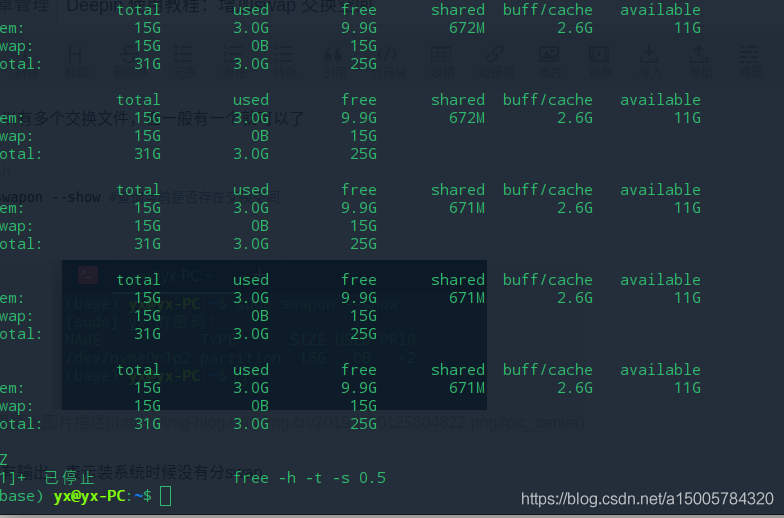 total used free shared buff/cache available
em: 15G 3.0G 9.9G 672M 2.6G 11G
wap: 15G 0B 15G
otal: 31G 3.0G 25G
total used free shared buff/cache available
em: 15G 3.0G 9.9G 672M 2.6G 11G
wap: 15G 0B 15G
otal: 31G 3.0G 25G
total used free shared buff/cache available
em: 15G 3.0G 9.9G 671M 2.6G 11G
wap: 15G 0B 15G
otal: 31G 3.0G 25G
total used free shared buff/cache available
em: 15G 3.0G 9.9G 671M 2.6G 11G
wap: 15G 0B 15G
otal: 31G 3.0G 25G
total used free shared buff/cache available
em: 15G 3.0G 9.9G 671M 2.6G 11G
wap: 15G 0B 15G
otal: 31G 3.0G 25G
Z
1]+ 已停止 free -h -t -s 0.5
base) yx@yx-PC:~$
https://blog.csdn.net/a15005784320